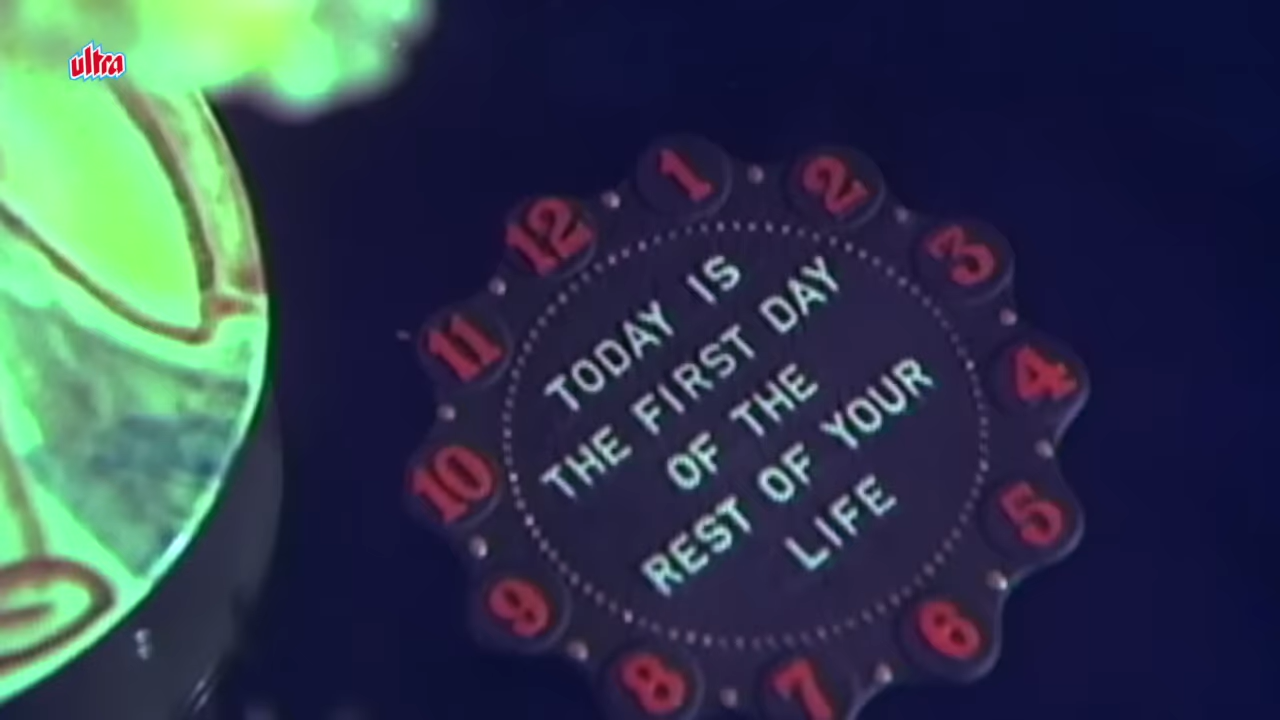 ultra
1
2
3
4
5
6
7
8
9
10
11
12
TODAY IS
THE FIRST DAY
OF THE
REST OF YOUR
LIFE